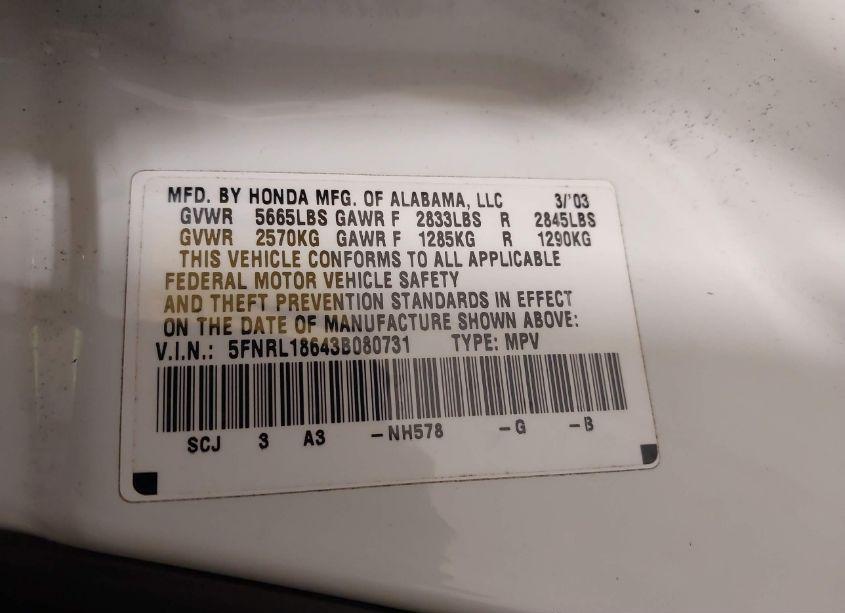 MFD. BY HONDA MFG. OF ALABAMA, LLC 3/'03
GVWR 5665LBS GAWR F 2833LBS R 2845LBS
GVWR 2570KG GAWR F 1285KG R 1290KG
THIS VEHICLE CONFORMS TO ALL APPLICABLE
FEDERAL MOTOR VEHICLE SAFETY
AND THEFT PREVENTION STANDARDS IN EFFECT
ON THE DATE OF MANUFACTURE SHOWN ABOVE:
V.I.N.: 5FNRL18643B080731 TYPE: MPV
SCJ 3 A3 -NH578 -G -B